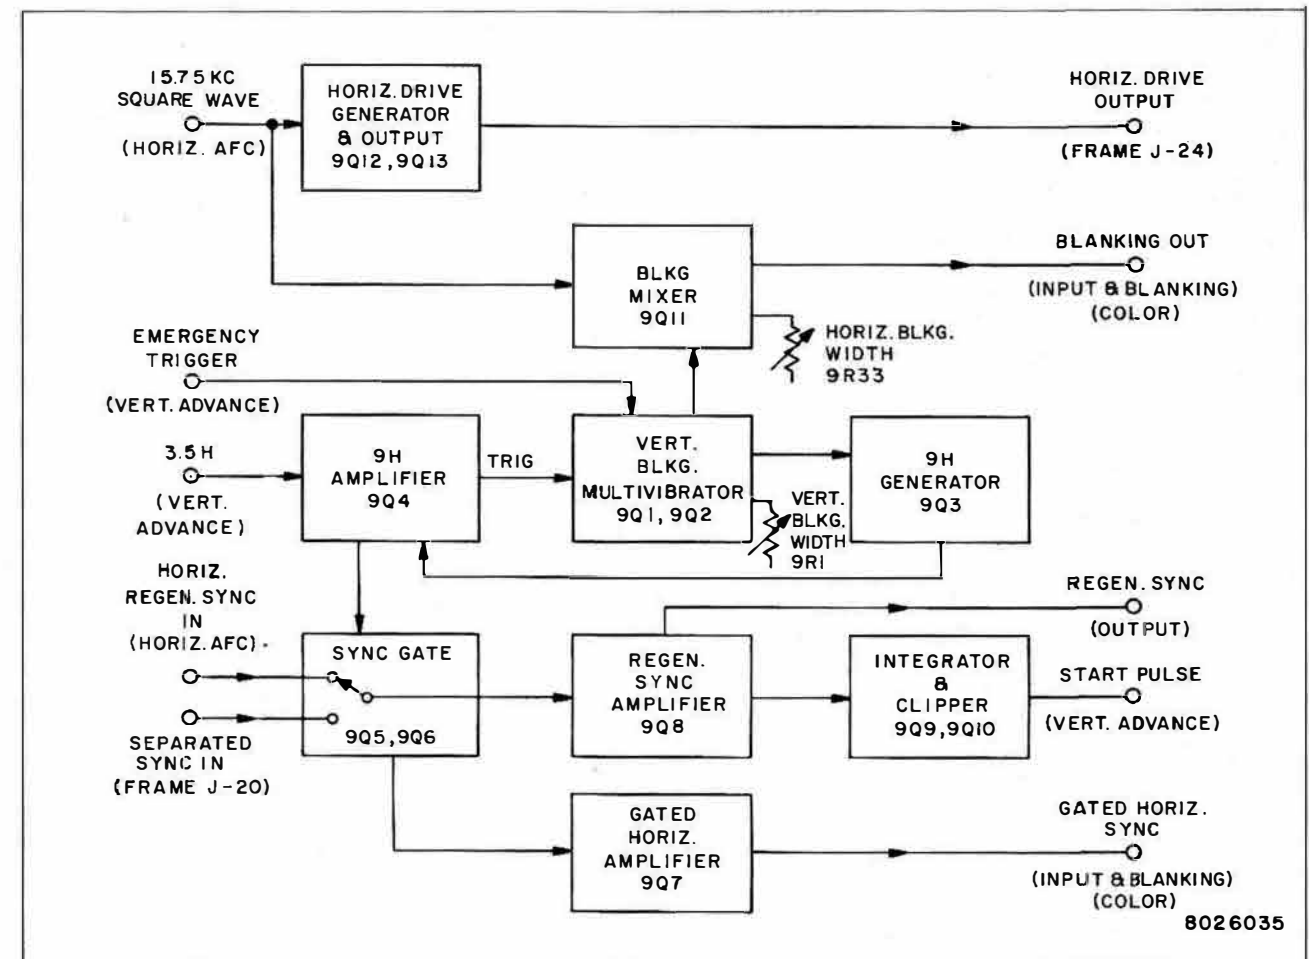 15.75 KC
SQUARE WAVE
(HORIZ. AFC)
HORIZ. DRIVE
GENERATOR
& OUTPUT
9Q12, 9Q13
HORIZ. DRIVE
OUTPUT
(FRAME J-24)
BLKG
MIXER
9Q11
BLANKING OUT
(INPUT & BLANKING)
(COLOR)
HORIZ. BLKG.
WIDTH
9R33
EMERGENCY
TRIGGER
(VERT. ADVANCE)
3.5 H
(VERT.
ADVANCE)
9H
AMPLIFIER
9Q4
TRIG
VERT.
BLKG.
MULTIVIBRATOR
9Q1, 9Q2
VERT.
BLKG.
WIDTH
9R1
9H
GENERATOR
9Q3
HORIZ.
REGEN. SYNC
IN
(HORIZ. AFC)
SEPARATED
SYNC IN
(FRAME J-20)
SYNC GATE
9Q5, 9Q6
REGEN.
SYNC
AMPLIFIER
9Q8
INTEGRATOR
&
CLIPPER
9Q9, 9Q10
REGEN. SYNC
(OUTPUT)
START PULSE
(VERT. ADVANCE)
GATED
HORIZ.
AMPLIFIER
9Q7
GATED HORIZ.
SYNC
(INPUT & BLANKING)
(COLOR)
8026035